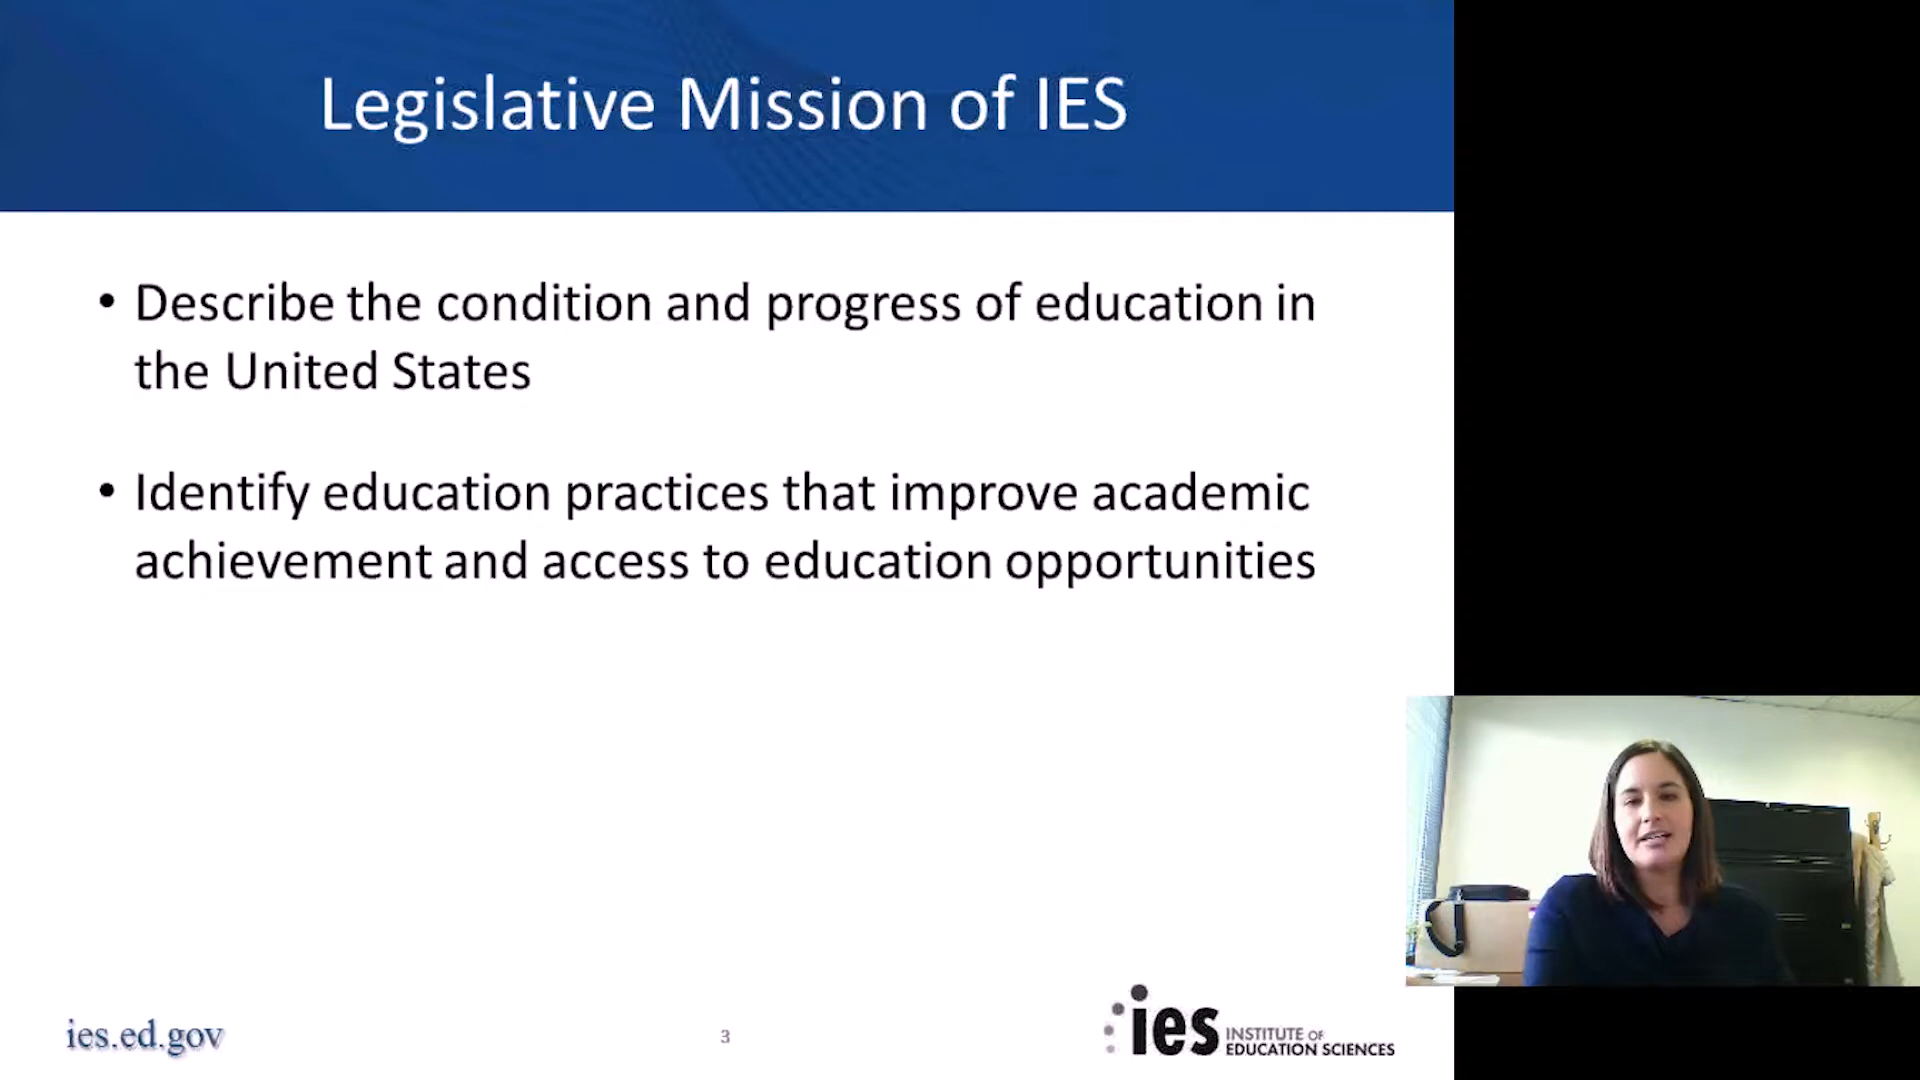 Legislative Mission of IES
• Describe the condition and progress of education in
the United States
• Identify education practices that improve academic
achievement and access to education opportunities
ies.ed.gov
3
ies INSTITUTE OF
EDUCATION SCIENCES